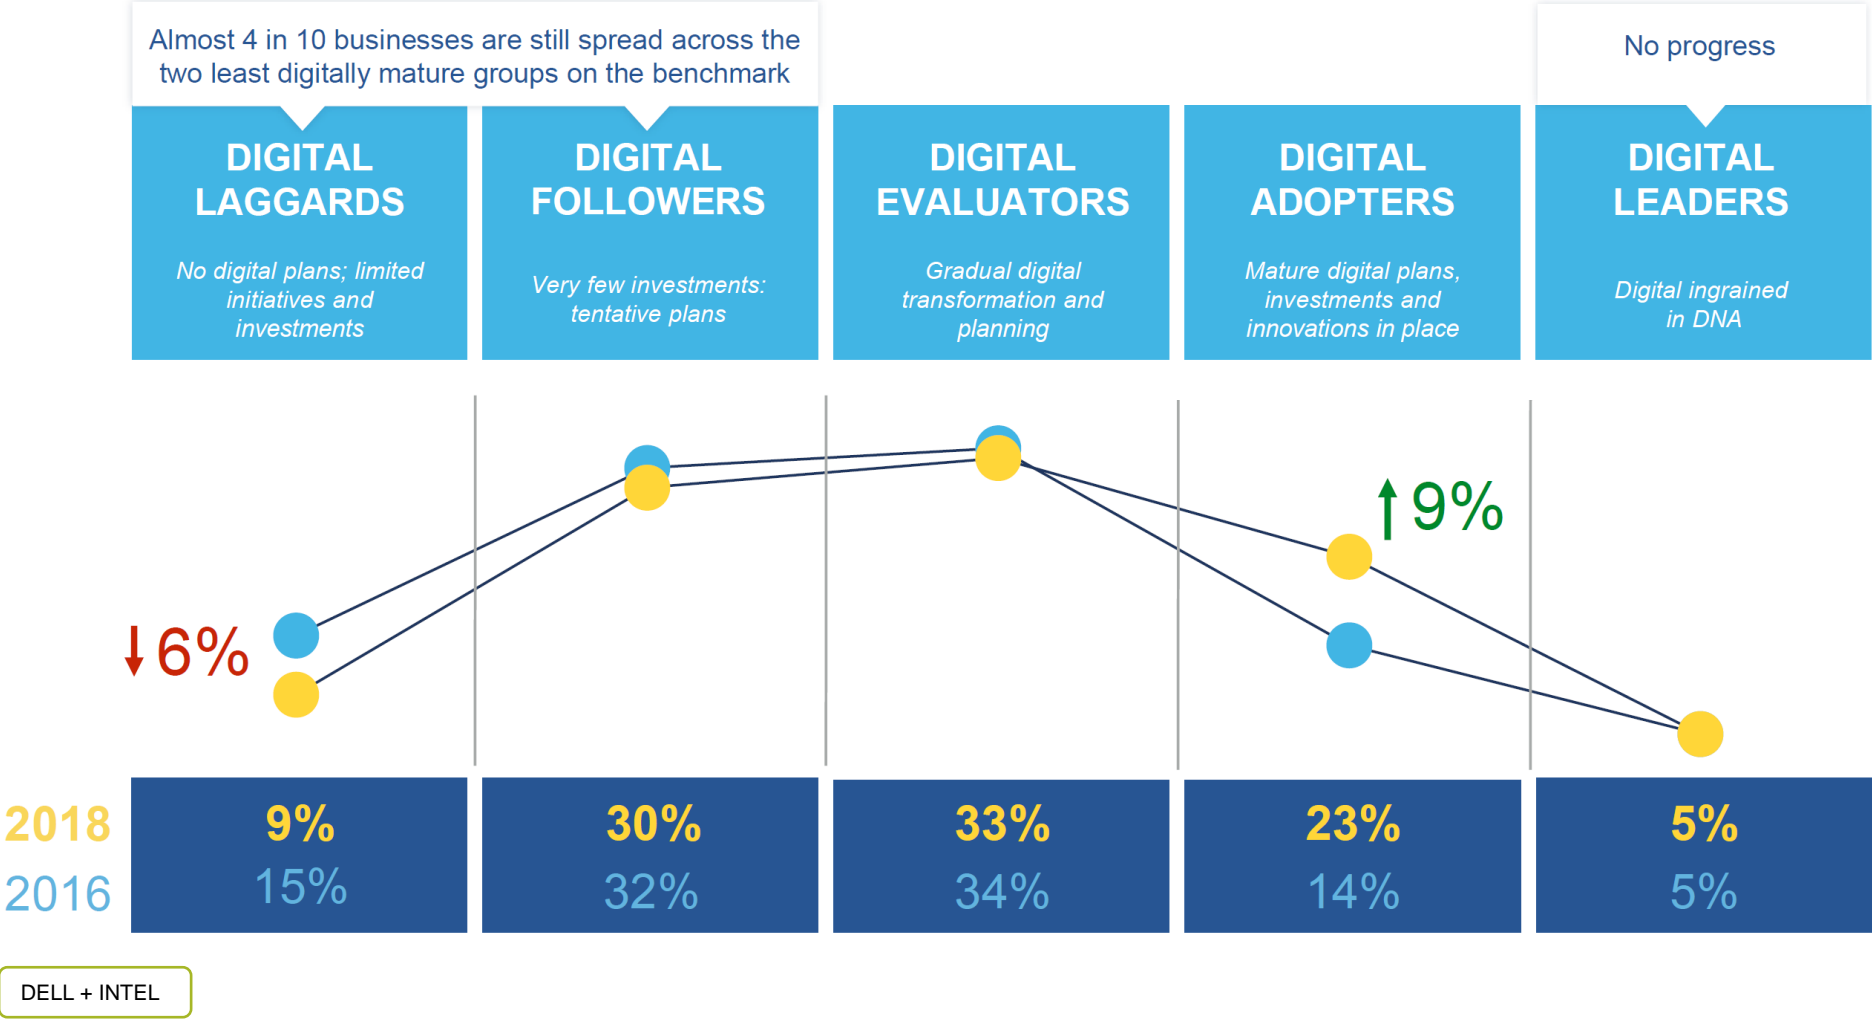 Almost 4 in 10 businesses are still spread across the
two least digitally mature groups on the benchmark
No progress
DIGITAL
LAGGARDS
No digital plans; limited
initiatives and
investments
DIGITAL
FOLLOWERS
Very few investments:
tentative plans
DIGITAL
EVALUATORS
Gradual digital
transformation and
planning
DIGITAL
ADOPTERS
Mature digital plans,
investments and
innovations in place
DIGITAL
LEADERS
Digital ingrained
in DNA
6%
9%
2018 9% 30% 33% 23% 5%
2016 15% 32% 34% 14% 5%
DELL + INTEL